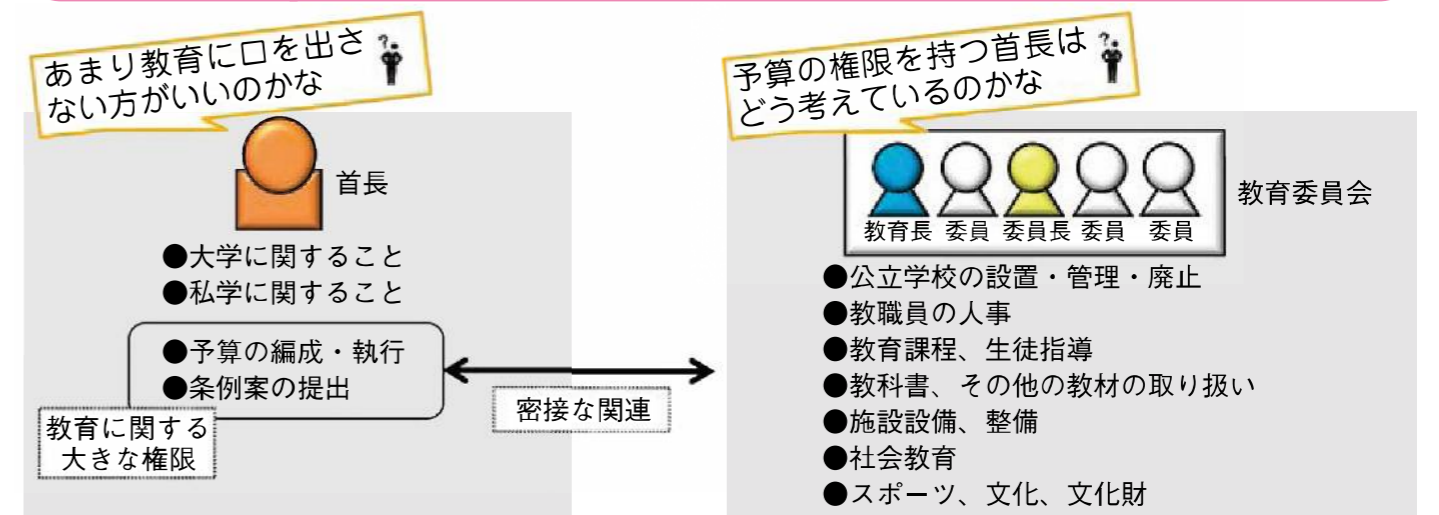 あまり教育に口を出さ
ない方がいいのかな
首長
●大学に関すること
●私学に関すること
●予算の編成・執行
●条例案の提出
教育に関する
大きな権限
密接な関連
予算の権限を持つ首長は
どう考えているのかな
教育長 委員 委員長 委員 委員
教育委員会
●公立学校の設置・管理・廃止
●教職員の人事
●教育課程、生徒指導
●教科書、その他の教材の取り扱い
●施設設備、整備
●社会教育
●スポーツ、文化、文化財